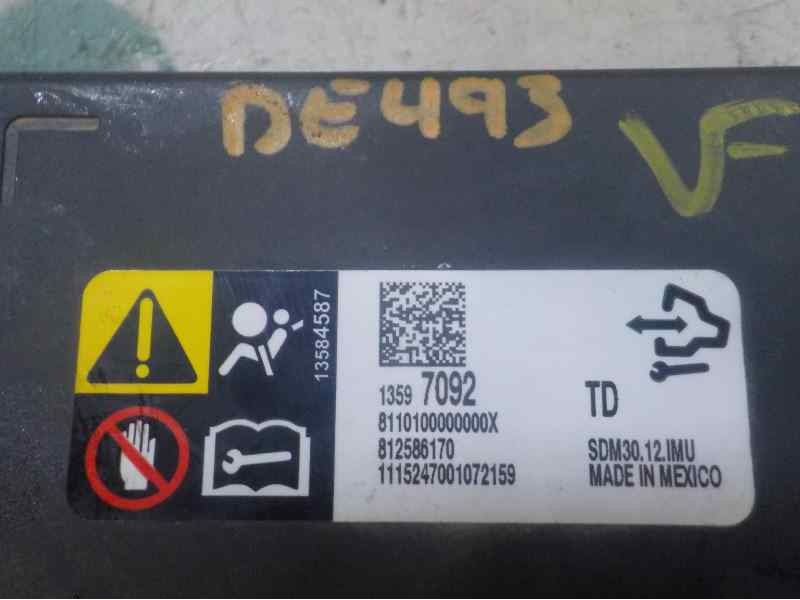 DE493
V-
13584587
1359 7092
TD
8110100000000X
812586170
SDM30.12.IMU
1115247001072159
MADE IN MEXICO